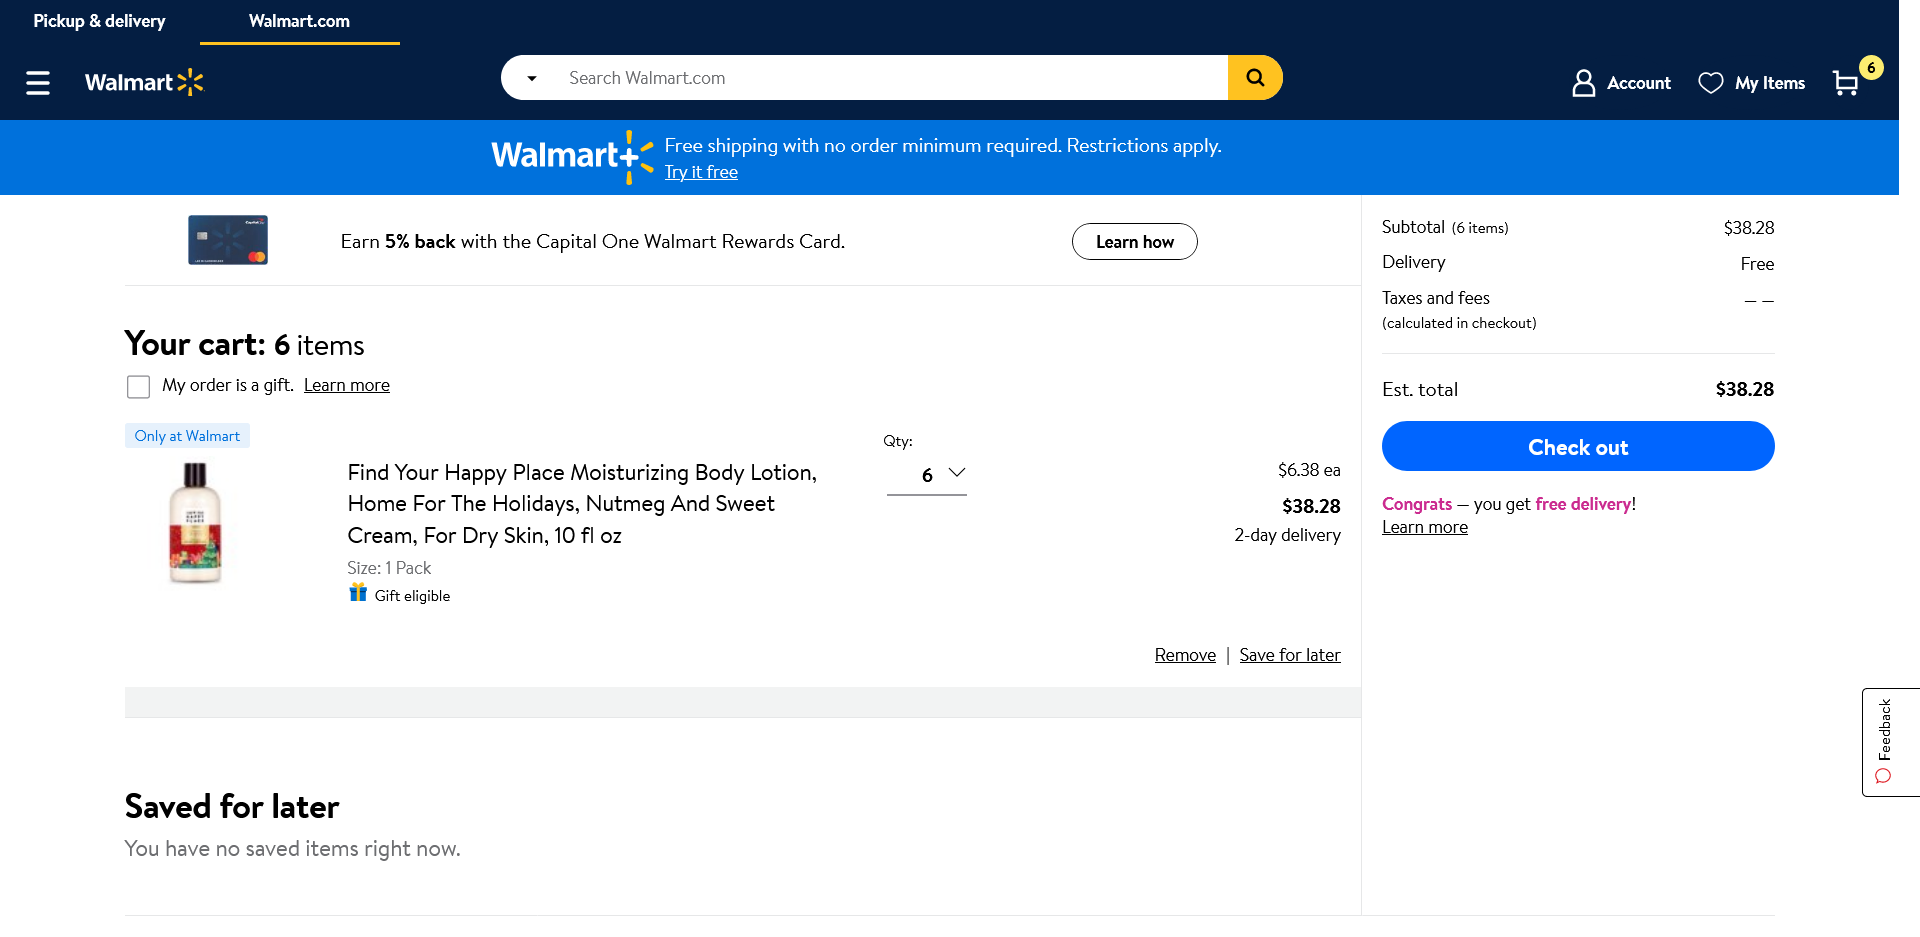 Pickup & delivery
Walmart.com
Walmart
Search Walmart.com
Account
My Items
6
Walmart+
Free shipping with no order minimum required. Restrictions apply.
Try it free
Earn 5% back with the Capital One Walmart Rewards Card.
Learn how
Your cart: 6 items
My order is a gift. Learn more
Only at Walmart
Find Your Happy Place Moisturizing Body Lotion,
Home For The Holidays, Nutmeg And Sweet
Cream, For Dry Skin, 10 fl oz
Size: 1 Pack
Gift eligible
Qty:
6
$6.38 ea
$38.28
2-day delivery
Remove | Save for later
Saved for later
You have no saved items right now.
Subtotal (6 items) $38.28
Delivery Free
Taxes and fees — —
(calculated in checkout)
Est. total $38.28
Check out
Congrats — you get free delivery!
Learn more
Feedback